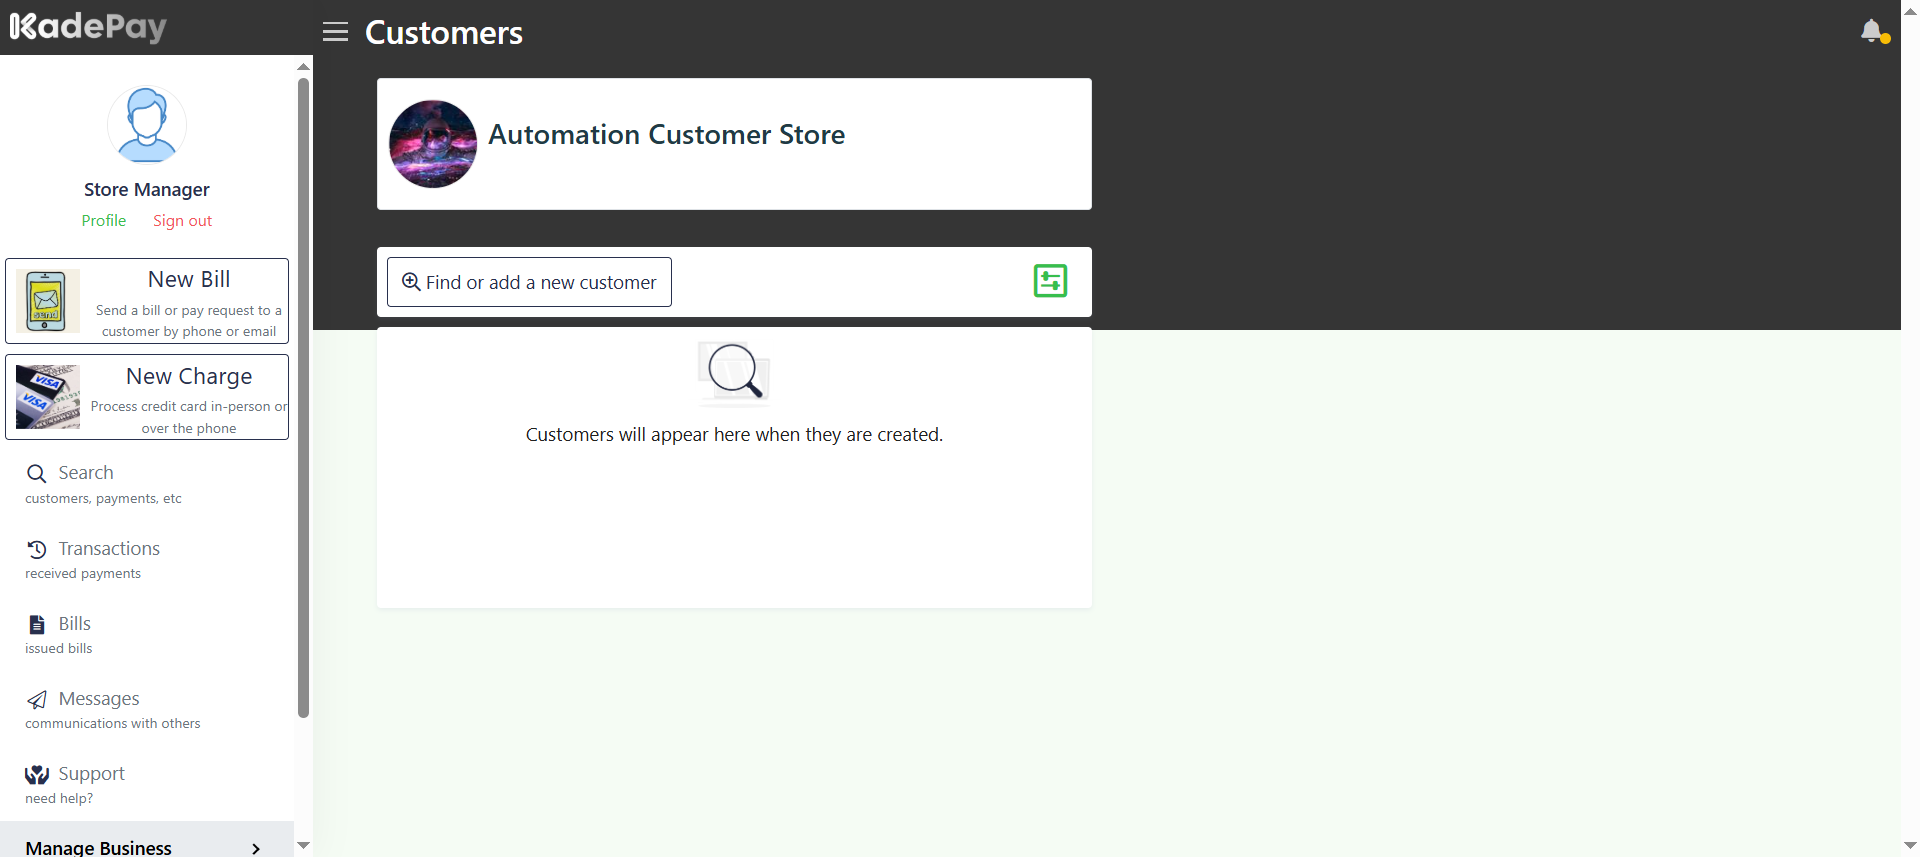 KadePay
Customers
Store Manager
Profile Sign out
New Bill
Send a bill or pay request to a
customer by phone or email
send
New Charge
Process credit card in-person or
over the phone
VISA
VISA
Search
customers, payments, etc
Transactions
received payments
Bills
issued bills
Messages
communications with others
Support
need help?
Manage Business
Automation Customer Store
Find or add a new customer
Customers will appear here when they are created.